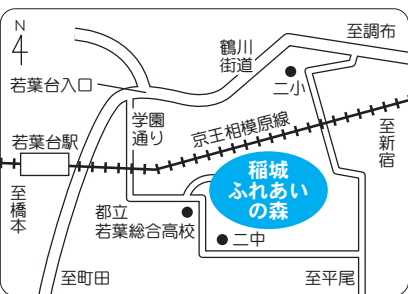 N
4
鶴川
街道
至調布
若葉台入口
二小
学園
通り
京王相模原線
若葉台駅
至新宿
至橋本
稲城
ふれあい
の森
都立
若葉総合高校
二中
至町田
至平尾